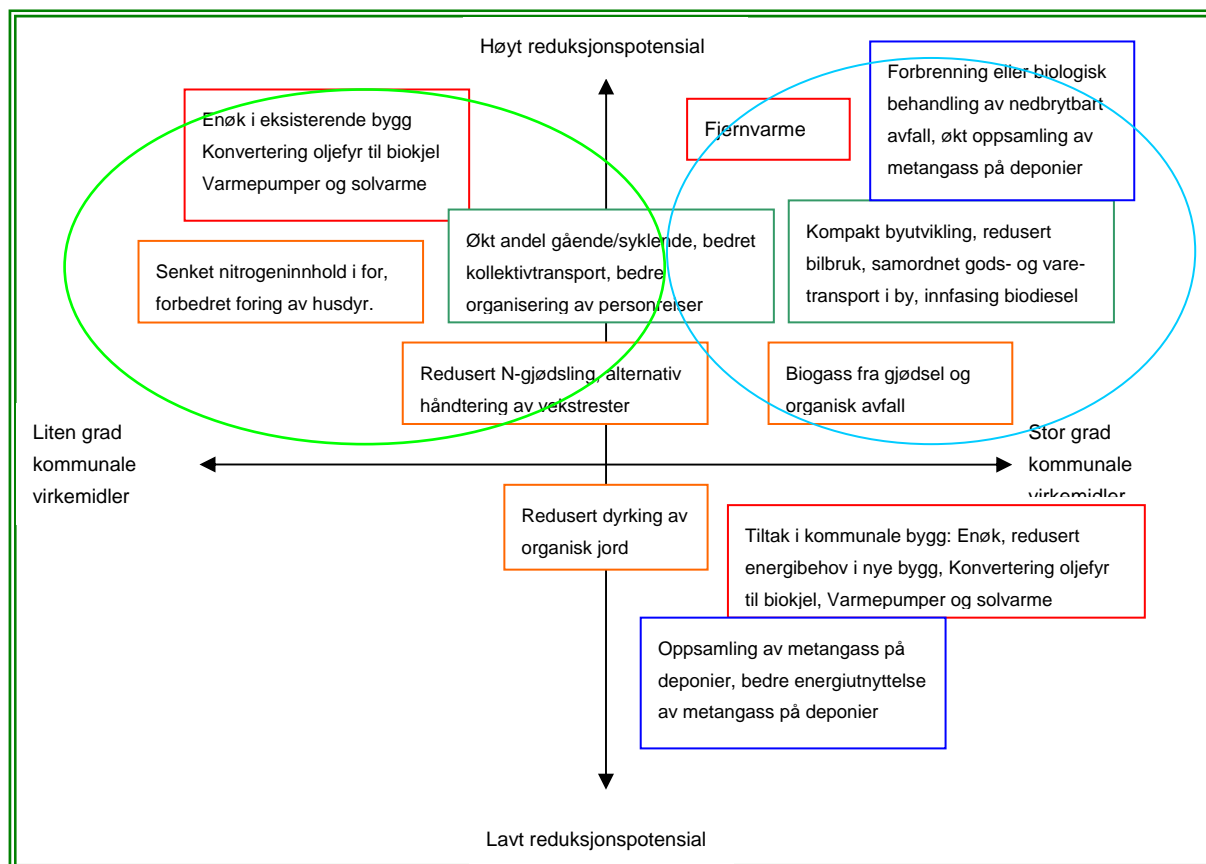 Høyt reduksjonspotensial
Enøk i eksisterende bygg
Konvertering oljefyr til biokjel
Varmepumper og solvarme
Fjernvarme
Forbrenning eller biologisk
behandling av nedbrytbart
avfall, økt oppsamling av
metangass på deponier
Senket nitrogeninnhold i for,
forbedret foring av husdyr.
Økt andel gående/syklende, bedret
kollektivtransport, bedre
organisering av personreiser
Kompakt byutvikling, redusert
bilbruk, samordnet gods- og vare-
transport i by, innfasing biodiesel
Redusert N-gjødsling, alternativ
håndtering av vekstrester
Biogass fra gjødsel og
organisk avfall
Liten grad
kommunale
virkemidler
Stor grad
kommunale
virkemidler
Redusert dyrking av
organisk jord
Tiltak i kommunale bygg: Enøk, redusert
energibehov i nye bygg, Konvertering oljefyr
til biokjel, Varmepumper og solvarme
Oppsamling av metangass på
deponier, bedre energiutnyttelse
av metangass på deponier
Lavt reduksjonspotensial